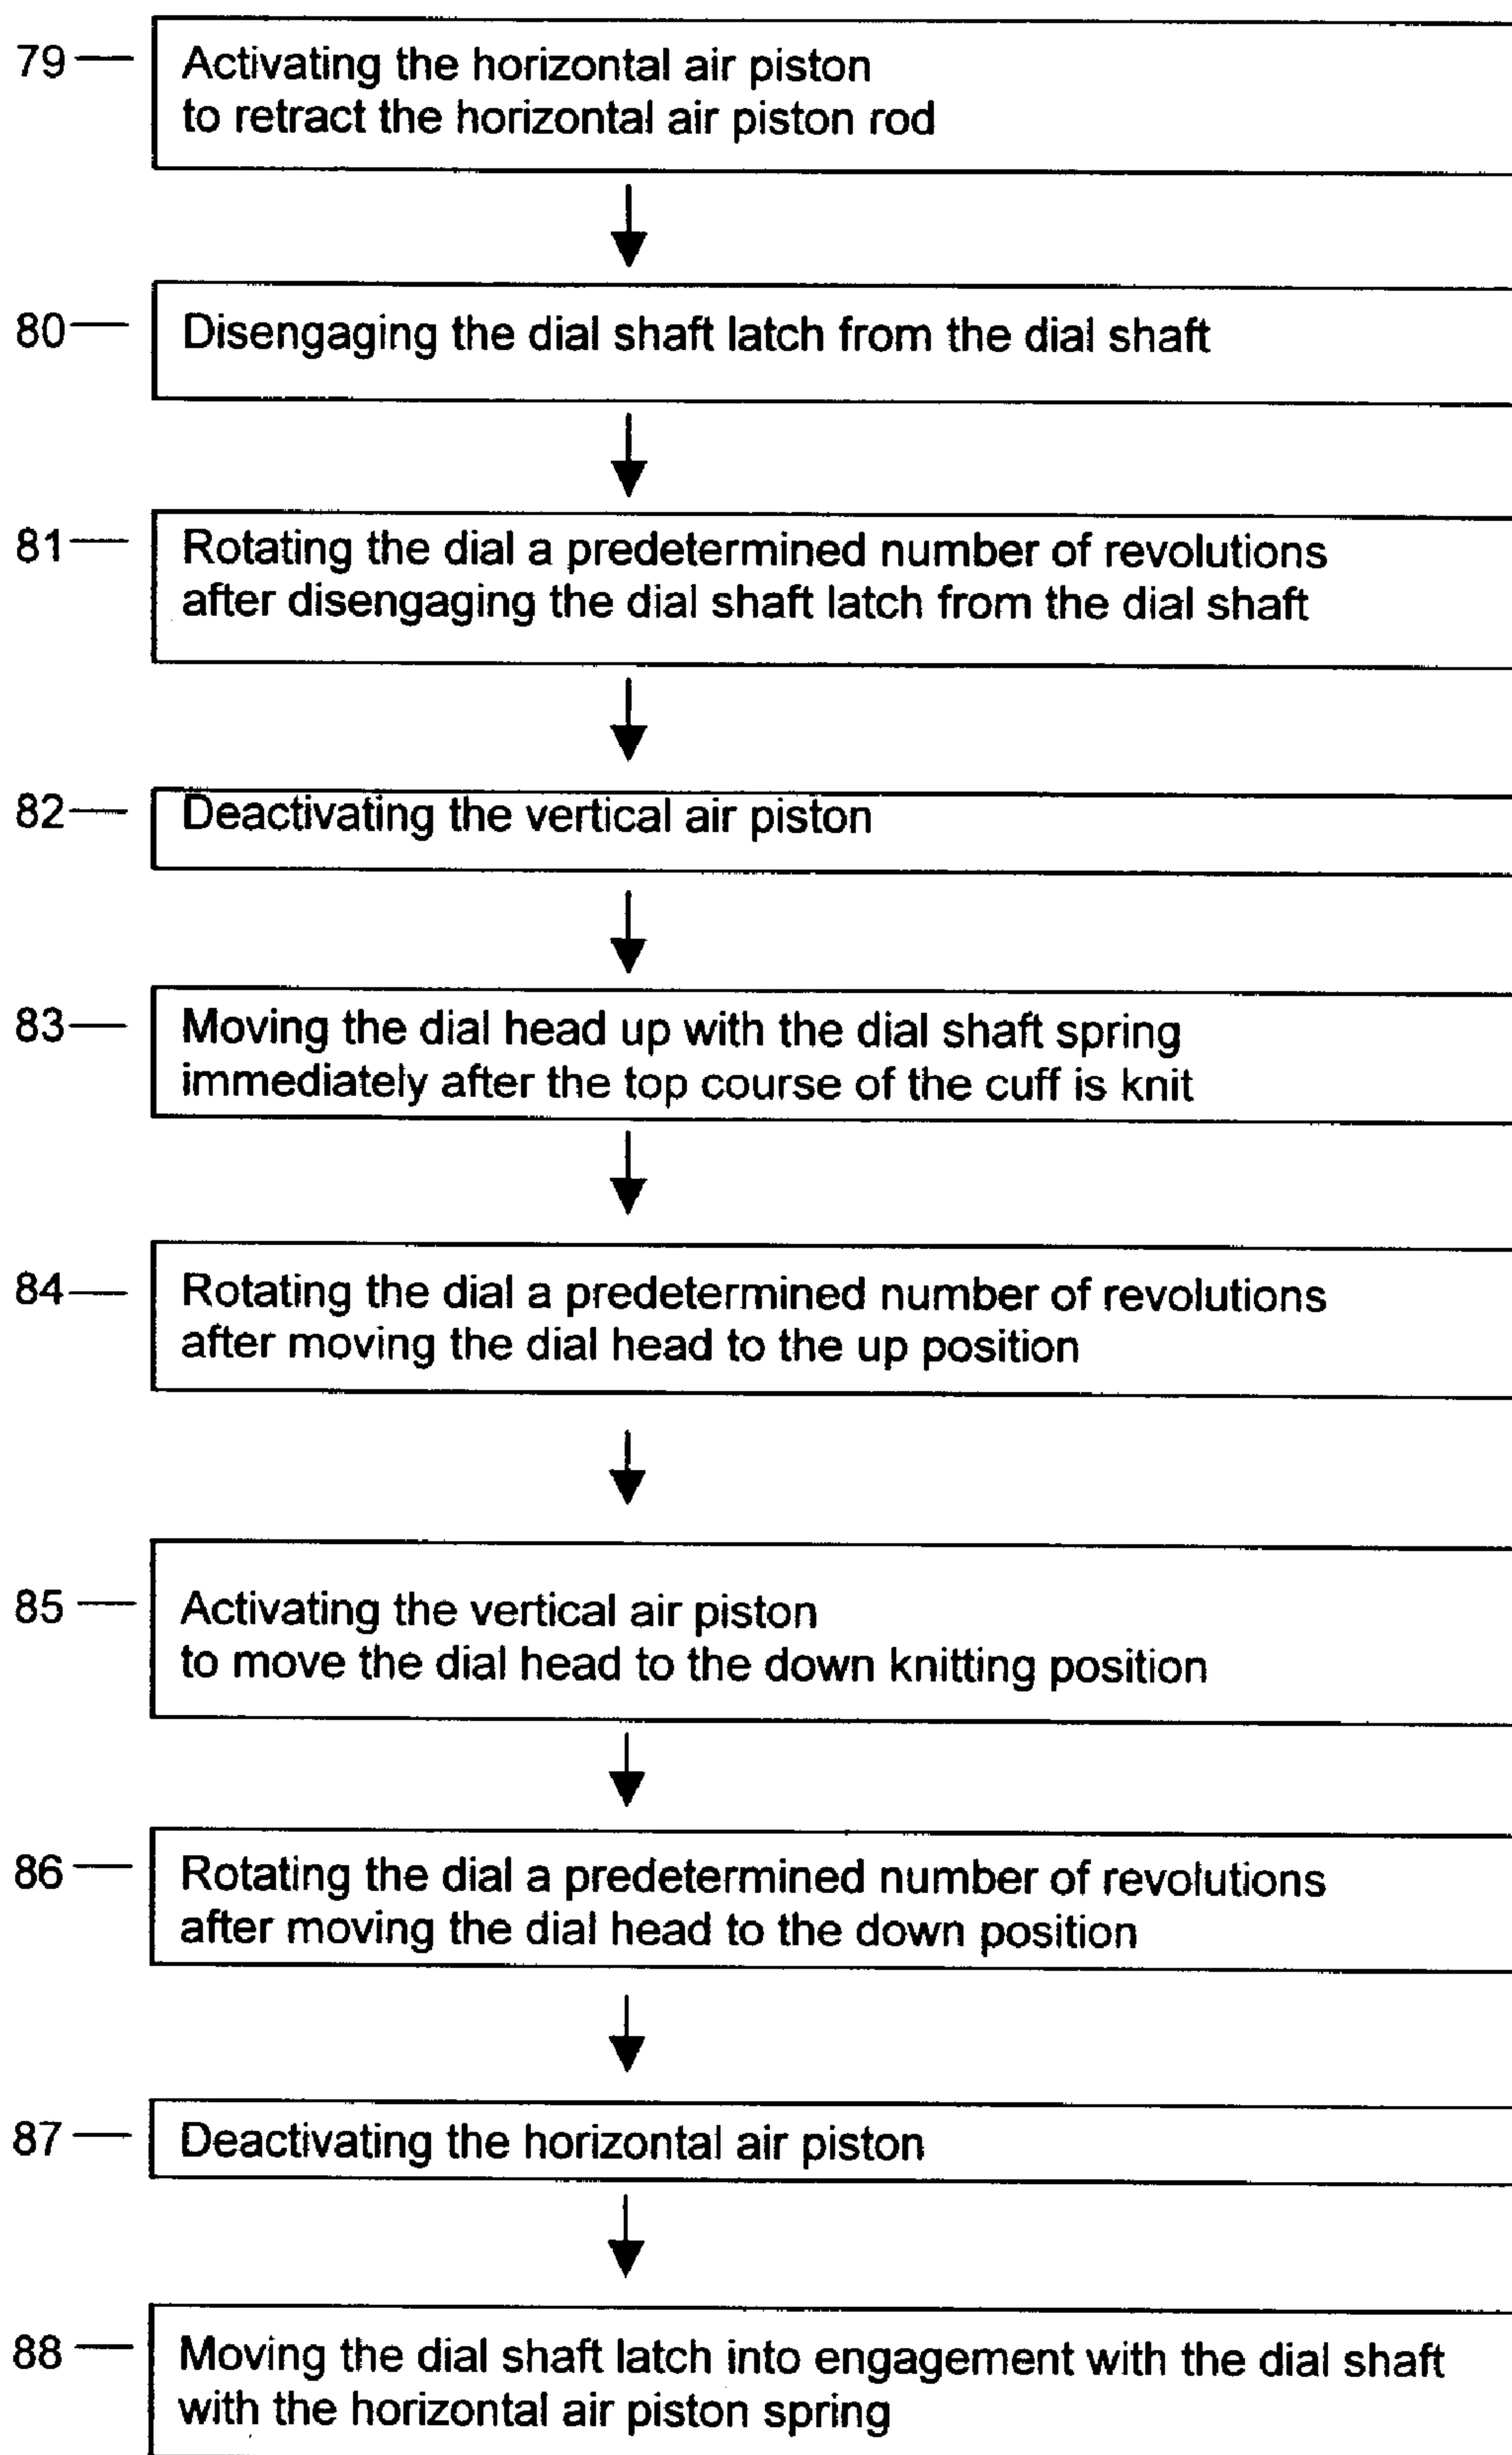 79 Activating the horizontal air piston
to retract the horizontal air piston rod
80 Disengaging the dial shaft latch from the dial shaft
81 Rotating the dial a predetermined number of revolutions
after disengaging the dial shaft latch from the dial shaft
82 Deactivating the vertical air piston
83 Moving the dial head up with the dial shaft spring
immediately after the top course of the cuff is knit
84 Rotating the dial a predetermined number of revolutions
after moving the dial head to the up position
85 Activating the vertical air piston
to move the dial head to the down knitting position
86 Rotating the dial a predetermined number of revolutions
after moving the dial head to the down position
87 Deactivating the horizontal air piston
88 Moving the dial shaft latch into engagement with the dial shaft
with the horizontal air piston spring